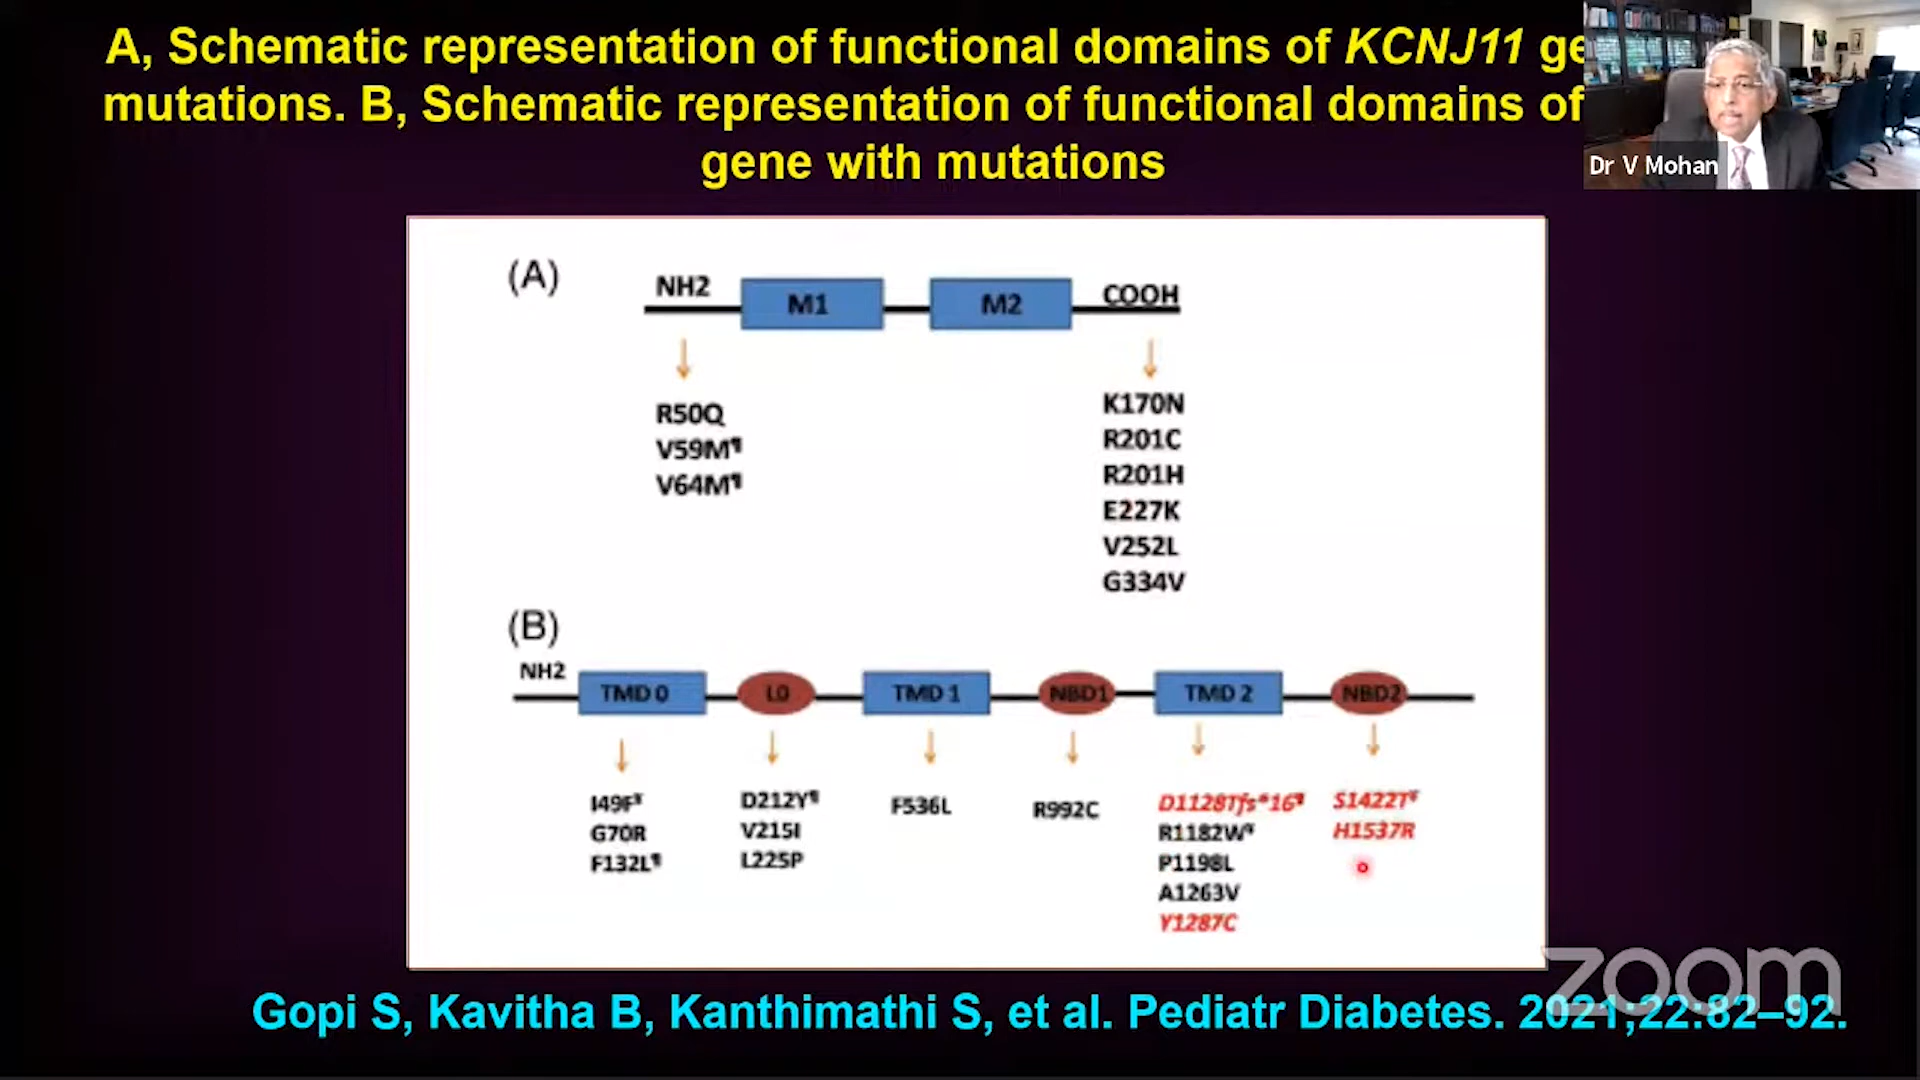 A, Schematic representation of functional domains of KCNJ11 ge
mutations. B, Schematic representation of functional domains of
gene with mutations
Dr V Mohan
(A)
NH2 M1 M2 COOH
R50Q
V59M¶
V64M¶
K170N
R201C
R201H
E227K
V252L
G334V
(B)
NH2
TMD 0 L0 TMD 1 NBD1 TMD 2 NBD2
I49F¥
G70R
F132L¶
D212Y¶
V215I
L225P
F536L
R992C
D1128Tfs*16¶
R1182W¥
P1198L
A1263V
Y1287C
S1422T¥
H1537R
zoom
Gopi S, Kavitha B, Kanthimathi S, et al. Pediatr Diabetes. 2021;22:82–92.